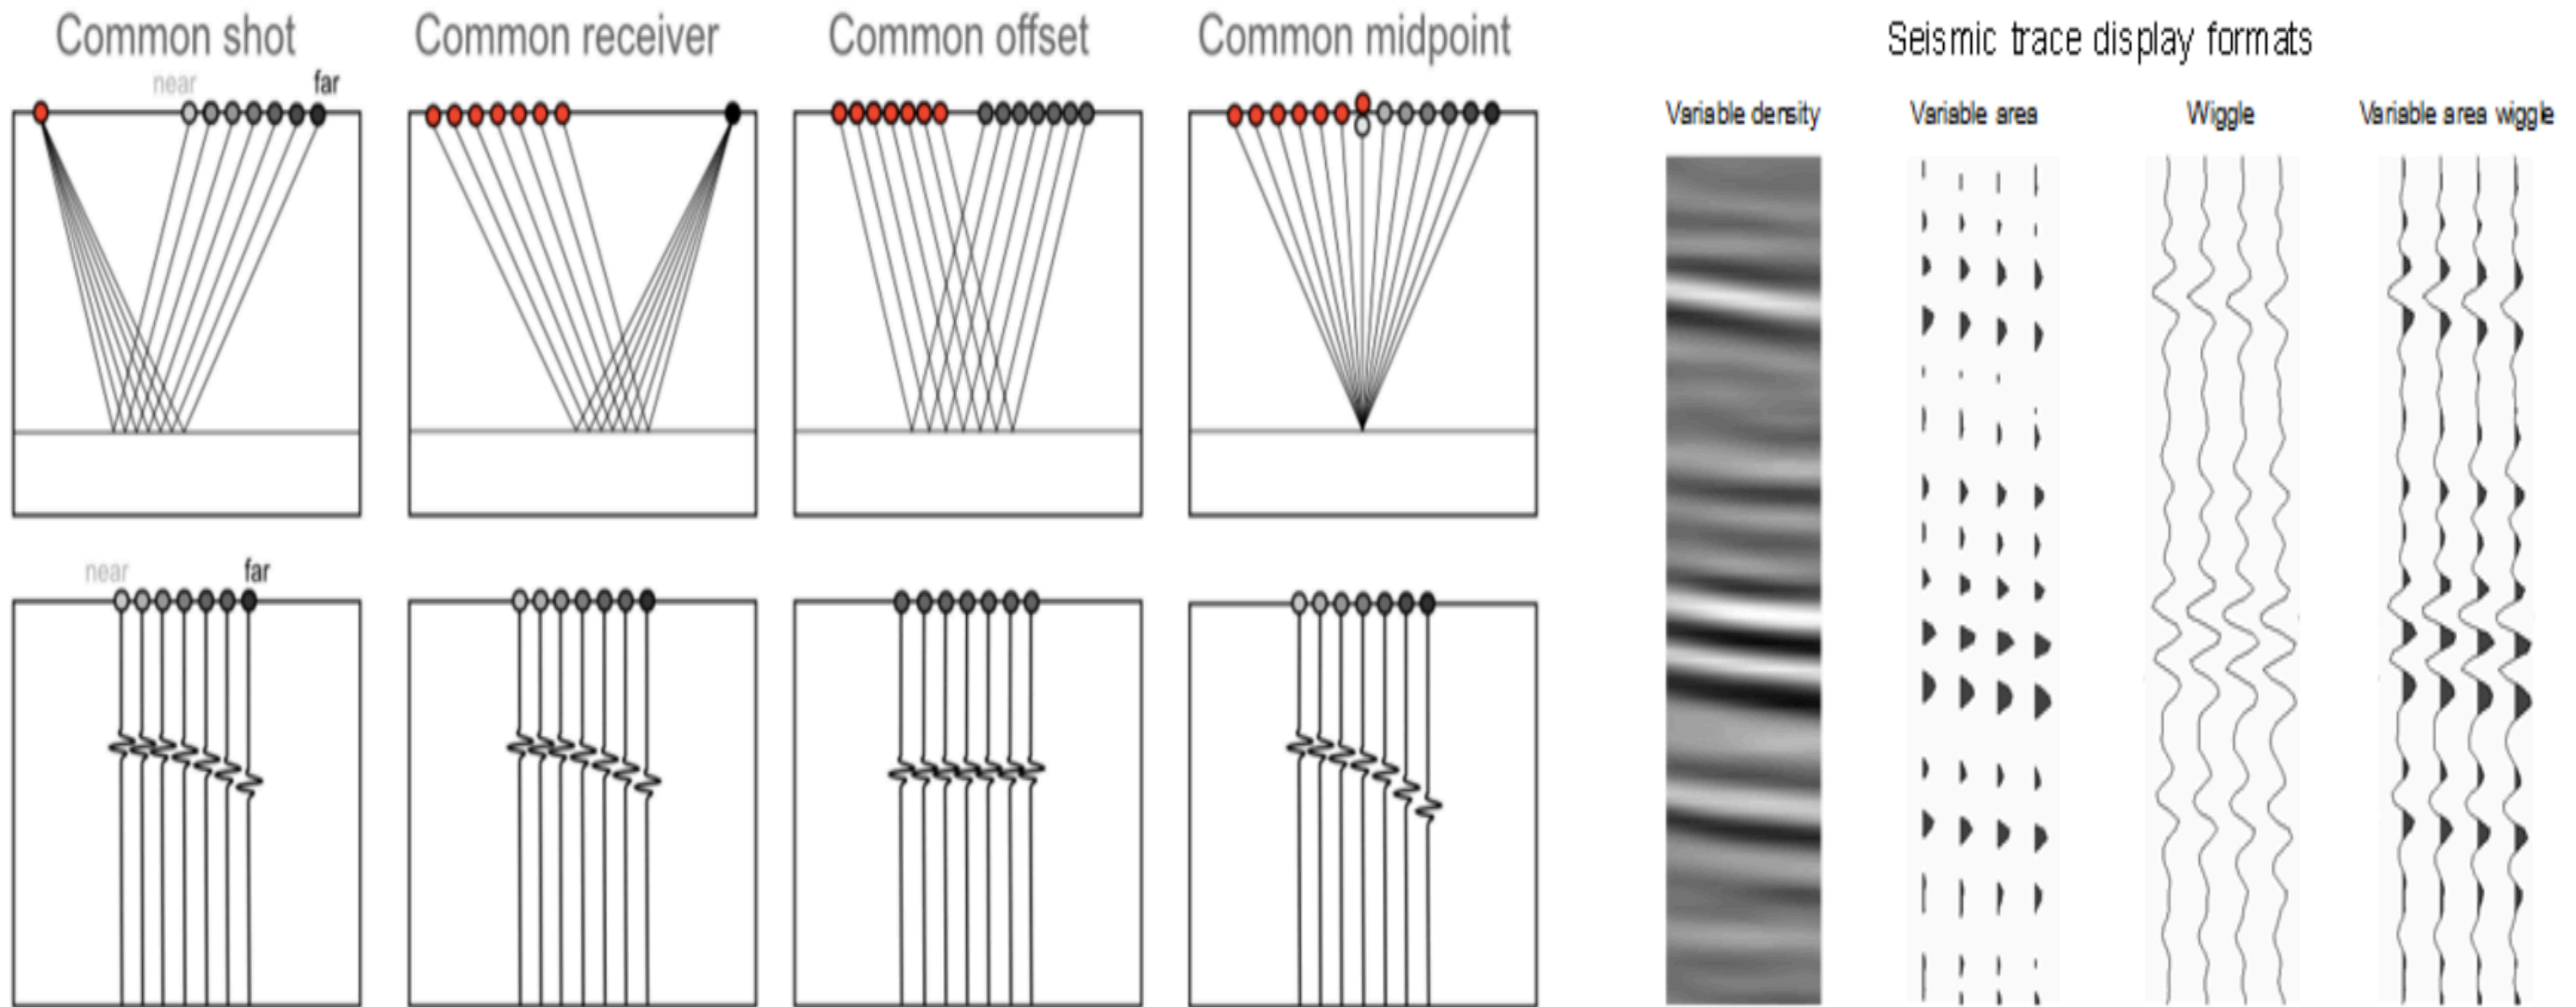 Common shot
Common receiver
Common offset
Common midpoint
near
far
near
far
Seismic trace display formats
Variable density
Variable area
Wiggle
Variable area wiggle